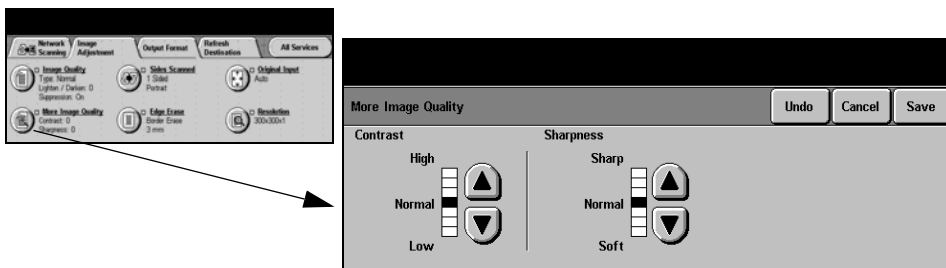 Network Scanning
Image Adjustment
Output Format
Refresh Destination
All Services
Image Quality
Type: Normal
Lighten / Darken: 0
Suppression: On
Sides Scanned
1 Sided
Portrait
Original Input
Auto
More Image Quality
Contrast: 0
Sharpness: 0
Edge Erase
Border Erase
3 mm
Resolution
300x300x1
More Image Quality
Undo
Cancel
Save
Contrast
Sharpness
High
Normal
Low
Sharp
Normal
Soft